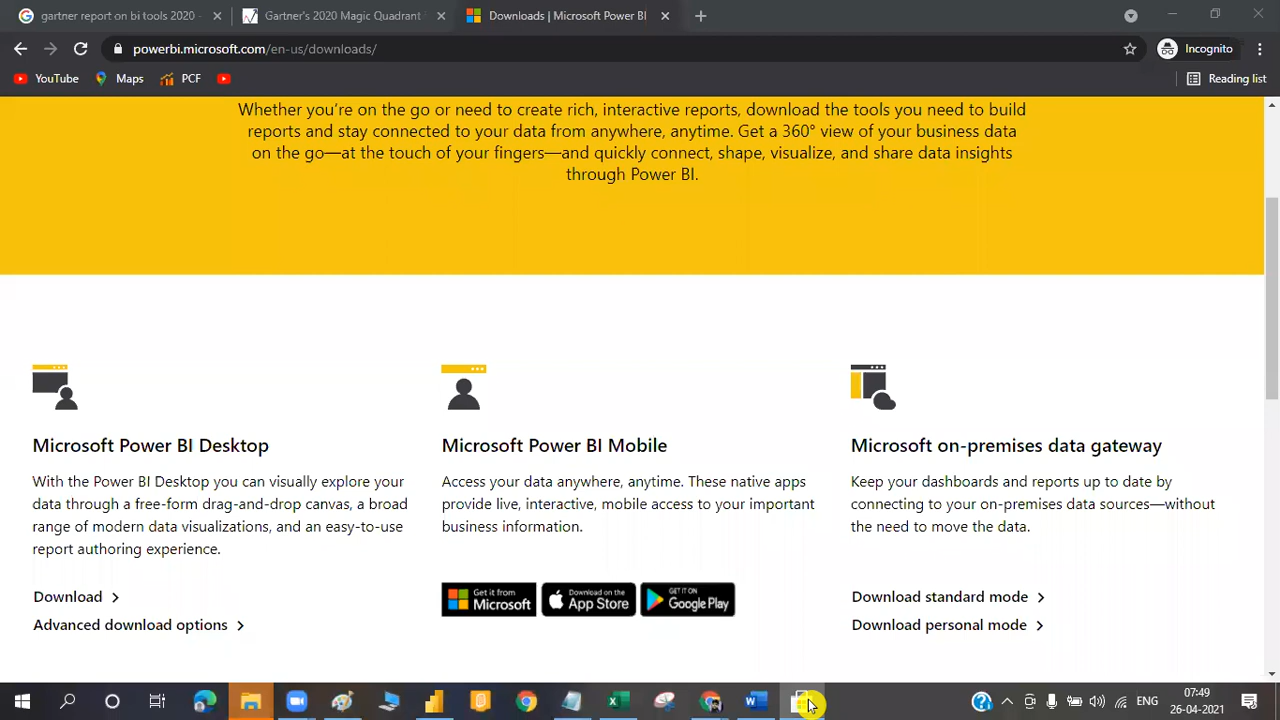 gartner report on bi tools 2020 -
Gartner's 2020 Magic Quadrant
Downloads | Microsoft Power BI
powerbi.microsoft.com/en-us/downloads/
Incognito
YouTube
Maps
PCF
Reading list
Whether you're on the go or need to create rich, interactive reports, download the tools you need to build
reports and stay connected to your data from anywhere, anytime. Get a 360° view of your business data
on the go—at the touch of your fingers—and quickly connect, shape, visualize, and share data insights
through Power BI.
Microsoft Power BI Desktop
With the Power BI Desktop you can visually explore your
data through a free-form drag-and-drop canvas, a broad
range of modern data visualizations, and an easy-to-use
report authoring experience.
Download >
Advanced download options >
Microsoft Power BI Mobile
Access your data anywhere, anytime. These native apps
provide live, interactive, mobile access to your important
business information.
Get it from
Microsoft
Download on the
App Store
GET IT ON
Google Play
Microsoft on-premises data gateway
Keep your dashboards and reports up to date by
connecting to your on-premises data sources—without
the need to move the data.
Download standard mode >
Download personal mode >
ENG
07:49
26-04-2021